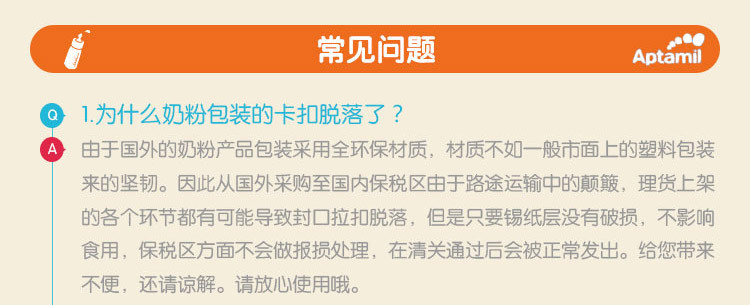 常见问题
Aptamil
Q 1.为什么奶粉包装的卡扣脱落了？
A 由于国外的奶粉产品包装采用全环保材质，材质不如一般市面上的塑料包装
来的坚韧。因此从国外采购至国内保税区由于路途运输中的颠簸，理货上架
的各个环节都有可能导致封口拉扣脱落，但是只要锡纸层没有破损，不影响
食用，保税区方面不会做报损处理，在清关通过后会被正常发出。给您带来
不便，还请谅解。请放心使用哦。